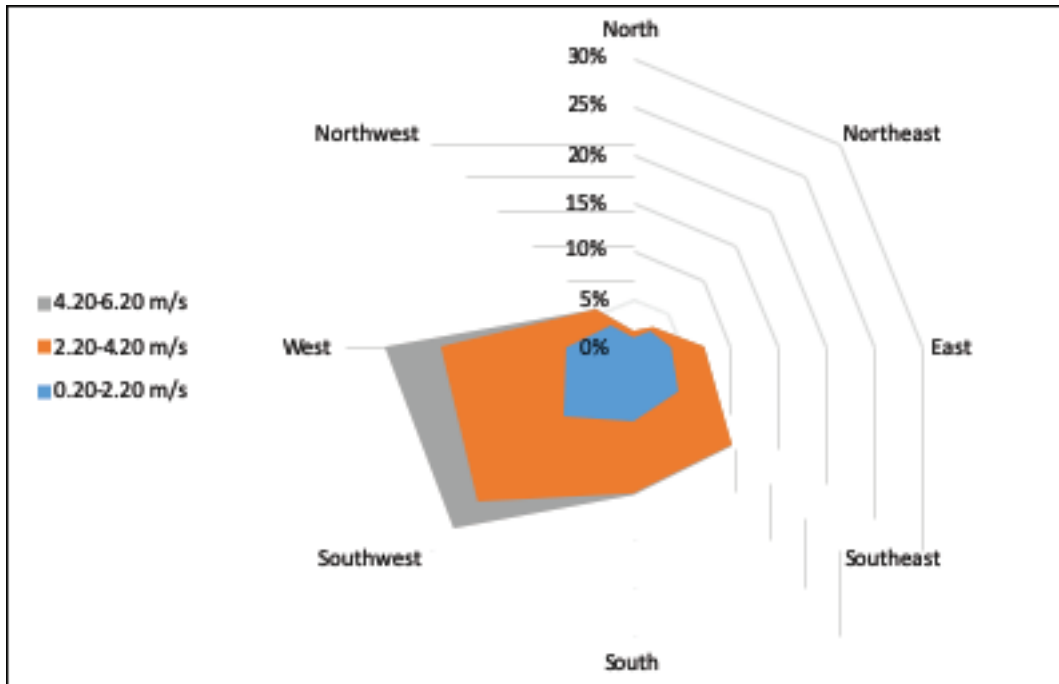 North
30%
25%
Northwest
Northeast
20%
15%
10%
5%
4.20-6.20 m/s
2.20-4.20 m/s
0.20-2.20 m/s
West
0%
East
Southwest
Southeast
South